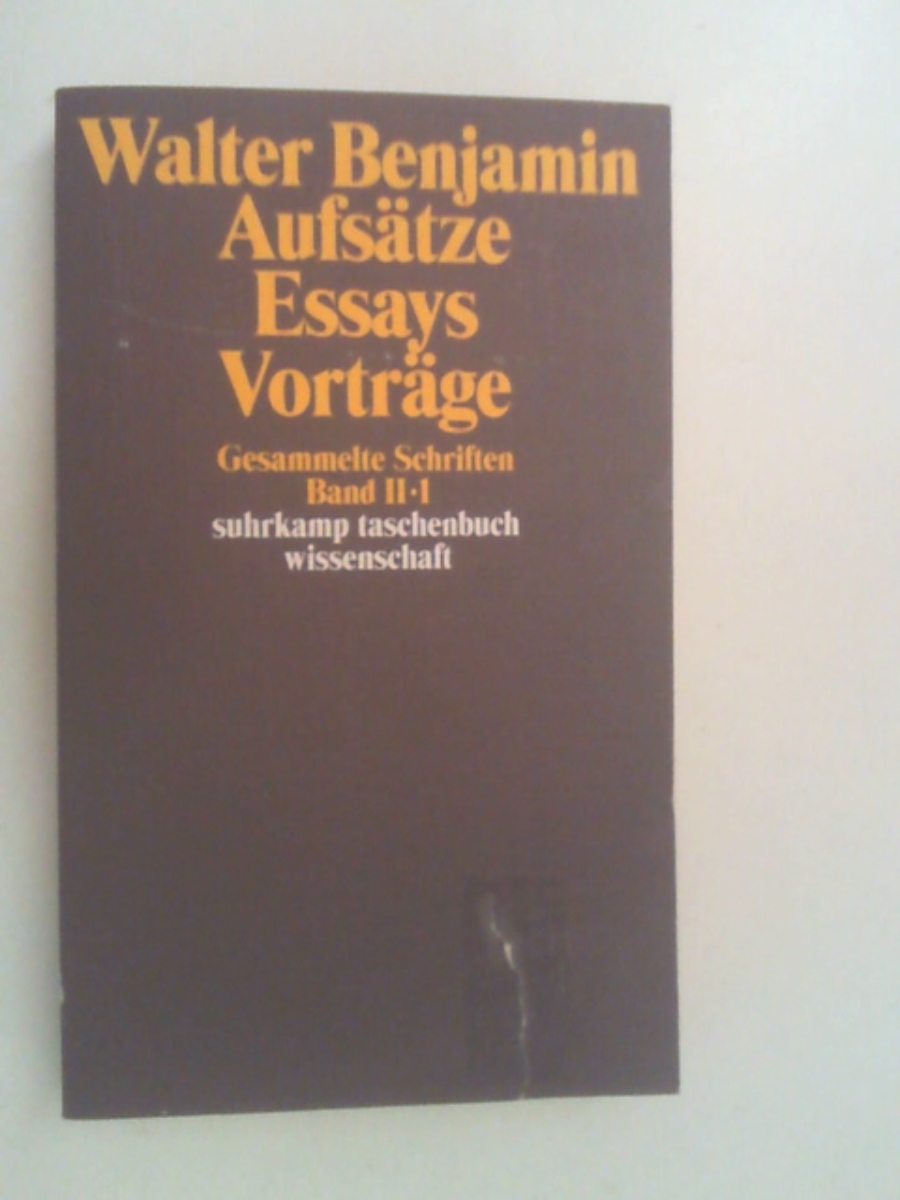 Walter Benjamin
Aufsätze
Essays
Vorträge
Gesammelte Schriften
Band II·1
suhrkamp taschenbuch
wissenschaft